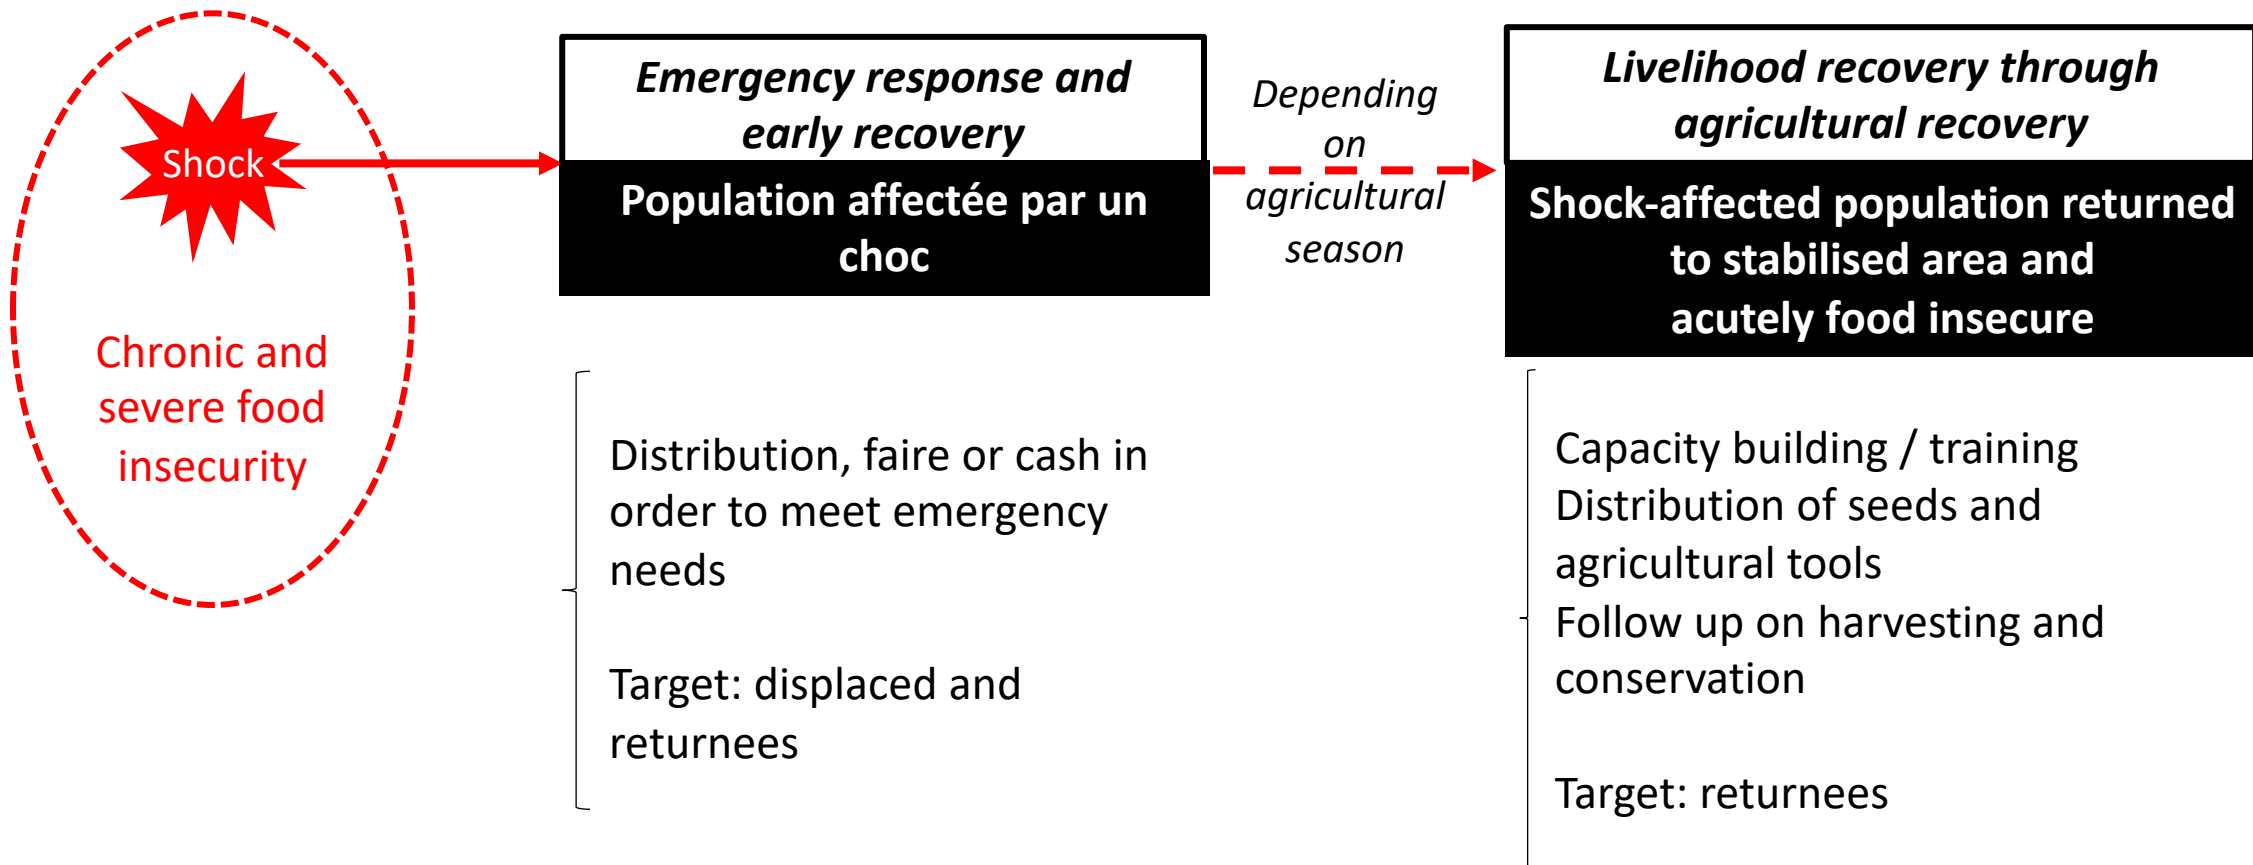 Shock
Chronic and
severe food
insecurity
Emergency response and
early recovery
Population affectée par un
choc
Distribution, faire or cash in
order to meet emergency
needs
Target: displaced and
returnees
Depending
on
agricultural
season
Livelihood recovery through
agricultural recovery
Shock-affected population returned
to stabilised area and
acutely food insecure
Capacity building / training
Distribution of seeds and
agricultural tools
Follow up on harvesting and
conservation
Target: returnees